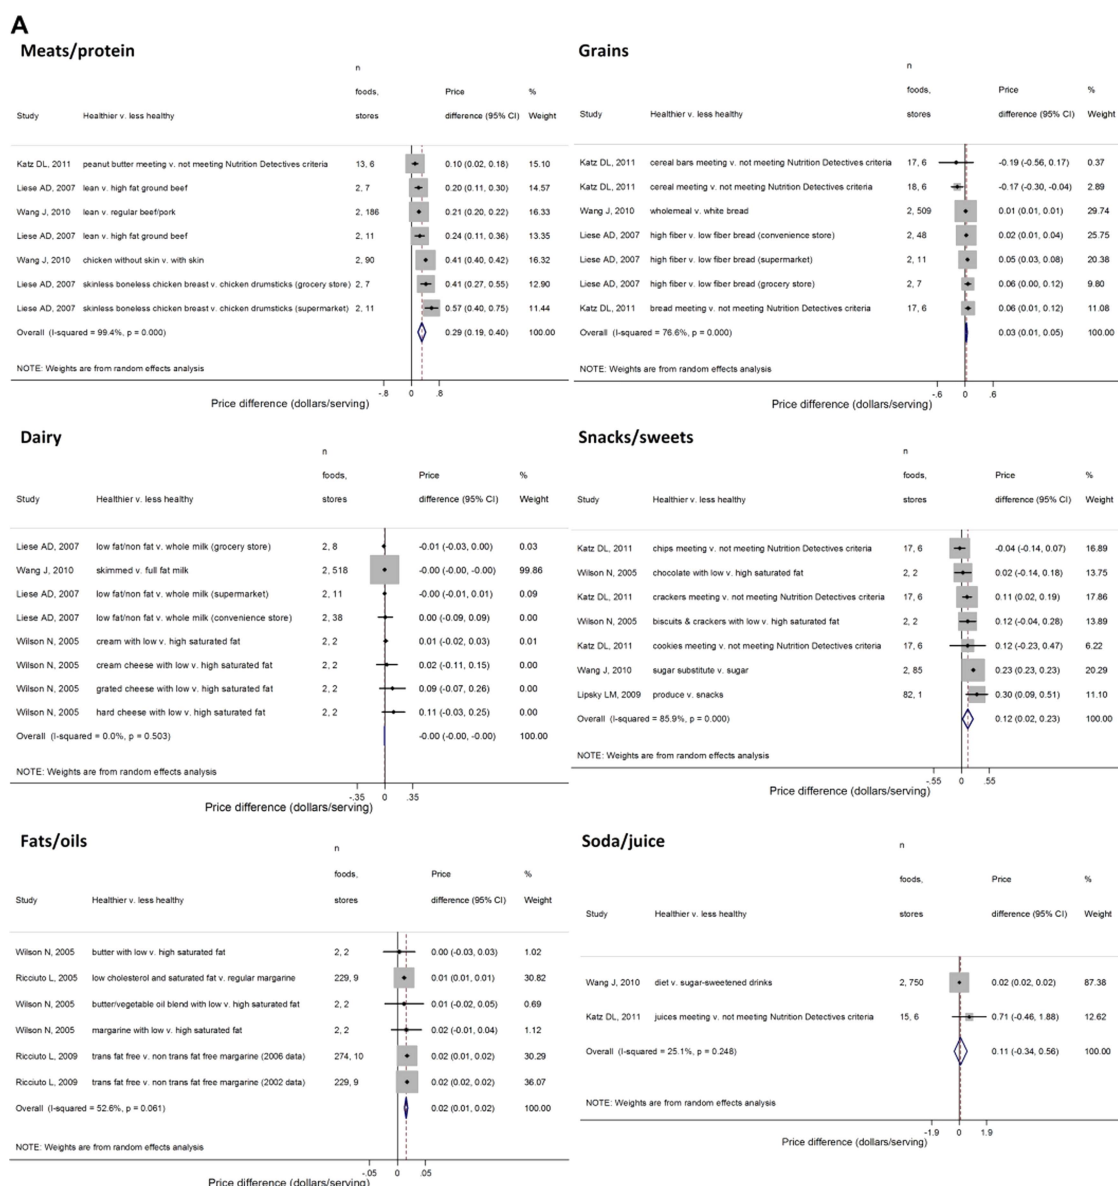 A
Meats/protein
n
foods, Price %
Study Healthier v. less healthy stores difference (95% CI) Weight
Katz DL, 2011 peanut butter meeting v. not meeting Nutrition Detectives criteria 13, 6 0.10 (0.02, 0.18) 15.10
Liese AD, 2007 lean v. high fat ground beef 2, 7 0.20 (0.11, 0.30) 14.57
Wang J, 2010 lean v. regular beef/pork 2, 186 0.21 (0.20, 0.22) 16.33
Liese AD, 2007 lean v. high fat ground beef 2, 11 0.24 (0.11, 0.36) 13.35
Wang J, 2010 chicken without skin v. with skin 2, 90 0.41 (0.40, 0.42) 16.32
Liese AD, 2007 skinless boneless chicken breast v. chicken drumsticks (grocery store) 2, 7 0.41 (0.27, 0.55) 12.90
Liese AD, 2007 skinless boneless chicken breast v. chicken drumsticks (supermarket) 2, 11 0.57 (0.40, 0.75) 11.44
Overall (I-squared = 99.4%, p = 0.000) 0.29 (0.19, 0.40) 100.00
NOTE: Weights are from random effects analysis
-.8 0 .8
Price difference (dollars/serving)
Grains
n
foods, Price %
Study Healthier v. less healthy stores difference (95% CI) Weight
Katz DL, 2011 cereal bars meeting v. not meeting Nutrition Detectives criteria 17, 6 -0.19 (-0.56, 0.17) 0.37
Katz DL, 2011 cereal meeting v. not meeting Nutrition Detectives criteria 18, 6 -0.17 (-0.30, -0.04) 2.89
Wang J, 2010 wholemeal v. white bread 2, 509 0.01 (0.01, 0.01) 29.74
Liese AD, 2007 high fiber v. low fiber bread (convenience store) 2, 48 0.02 (0.01, 0.04) 25.75
Liese AD, 2007 high fiber v. low fiber bread (supermarket) 2, 11 0.05 (0.03, 0.08) 20.38
Liese AD, 2007 high fiber v. low fiber bread (grocery store) 2, 7 0.06 (0.00, 0.12) 9.80
Katz DL, 2011 bread meeting v. not meeting Nutrition Detectives criteria 17, 6 0.06 (0.01, 0.12) 11.08
Overall (I-squared = 76.6%, p = 0.000) 0.03 (0.01, 0.05) 100.00
NOTE: Weights are from random effects analysis
-.6 0 .6
Price difference (dollars/serving)
Dairy
n
foods, Price %
Study Healthier v. less healthy stores difference (95% CI) Weight
Liese AD, 2007 low fat/non fat v. whole milk (grocery store) 2, 8 -0.01 (-0.03, 0.00) 0.03
Wang J, 2010 skimmed v. full fat milk 2, 518 -0.00 (-0.00, -0.00) 99.86
Liese AD, 2007 low fat/non fat v. whole milk (supermarket) 2, 11 -0.00 (-0.01, 0.01) 0.09
Liese AD, 2007 low fat/non fat v. whole milk (convenience store) 2, 38 0.00 (-0.09, 0.09) 0.00
Wilson N, 2005 cream with low v. high saturated fat 2, 2 0.01 (-0.02, 0.03) 0.01
Wilson N, 2005 cream cheese with low v. high saturated fat 2, 2 0.02 (-0.11, 0.15) 0.00
Wilson N, 2005 grated cheese with low v. high saturated fat 2, 2 0.09 (-0.07, 0.26) 0.00
Wilson N, 2005 hard cheese with low v. high saturated fat 2, 2 0.11 (-0.03, 0.25) 0.00
Overall (I-squared = 0.0%, p = 0.503) -0.00 (-0.00, -0.00) 100.00
NOTE: Weights are from random effects analysis
-.35 0 .35
Price difference (dollars/serving)
Snacks/sweets
n
foods, Price %
Study Healthier v. less healthy stores difference (95% CI) Weight
Katz DL, 2011 chips meeting v. not meeting Nutrition Detectives criteria 17, 6 -0.04 (-0.14, 0.07) 16.89
Wilson N, 2005 chocolate with low v. high saturated fat 2, 2 0.02 (-0.14, 0.18) 13.75
Katz DL, 2011 crackers meeting v. not meeting Nutrition Detectives criteria 17, 6 0.11 (0.02, 0.19) 17.86
Wilson N, 2005 biscuits & crackers with low v. high saturated fat 2, 2 0.12 (-0.04, 0.28) 13.89
Katz DL, 2011 cookies meeting v. not meeting Nutrition Detectives criteria 17, 6 0.12 (-0.23, 0.47) 6.22
Wang J, 2010 sugar substitute v. sugar 2, 85 0.23 (0.23, 0.23) 20.29
Lipsky LM, 2009 produce v. snacks 82, 1 0.30 (0.09, 0.51) 11.10
Overall (I-squared = 85.9%, p = 0.000) 0.12 (0.02, 0.23) 100.00
NOTE: Weights are from random effects analysis
-.55 0 .55
Price difference (dollars/serving)
Fats/oils
n
foods, Price %
Study Healthier v. less healthy stores difference (95% CI) Weight
Wilson N, 2005 butter with low v. high saturated fat 2, 2 0.00 (-0.03, 0.03) 1.02
Ricciuto L, 2005 low cholesterol and saturated fat v. regular margarine 229, 9 0.01 (0.01, 0.01) 30.82
Wilson N, 2005 butter/vegetable oil blend with low v. high saturated fat 2, 2 0.01 (-0.02, 0.05) 0.69
Wilson N, 2005 margarine with low v. high saturated fat 2, 2 0.02 (-0.01, 0.04) 1.12
Ricciuto L, 2009 trans fat free v. non trans fat free margarine (2006 data) 274, 10 0.02 (0.01, 0.02) 30.29
Ricciuto L, 2009 trans fat free v. non trans fat free margarine (2002 data) 229, 9 0.02 (0.02, 0.02) 36.07
Overall (I-squared = 52.6%, p = 0.061) 0.02 (0.01, 0.02) 100.00
NOTE: Weights are from random effects analysis
-.05 0 .05
Price difference (dollars/serving)
Soda/juice
n
foods, Price %
Study Healthier v. less healthy stores difference (95% CI) Weight
Wang J, 2010 diet v. sugar-sweetened drinks 2, 750 0.02 (0.02, 0.02) 87.38
Katz DL, 2011 juices meeting v. not meeting Nutrition Detectives criteria 15, 6 0.71 (-0.46, 1.88) 12.62
Overall (I-squared = 25.1%, p = 0.248) 0.11 (-0.34, 0.56) 100.00
NOTE: Weights are from random effects analysis
-1.9 0 1.9
Price difference (dollars/serving)